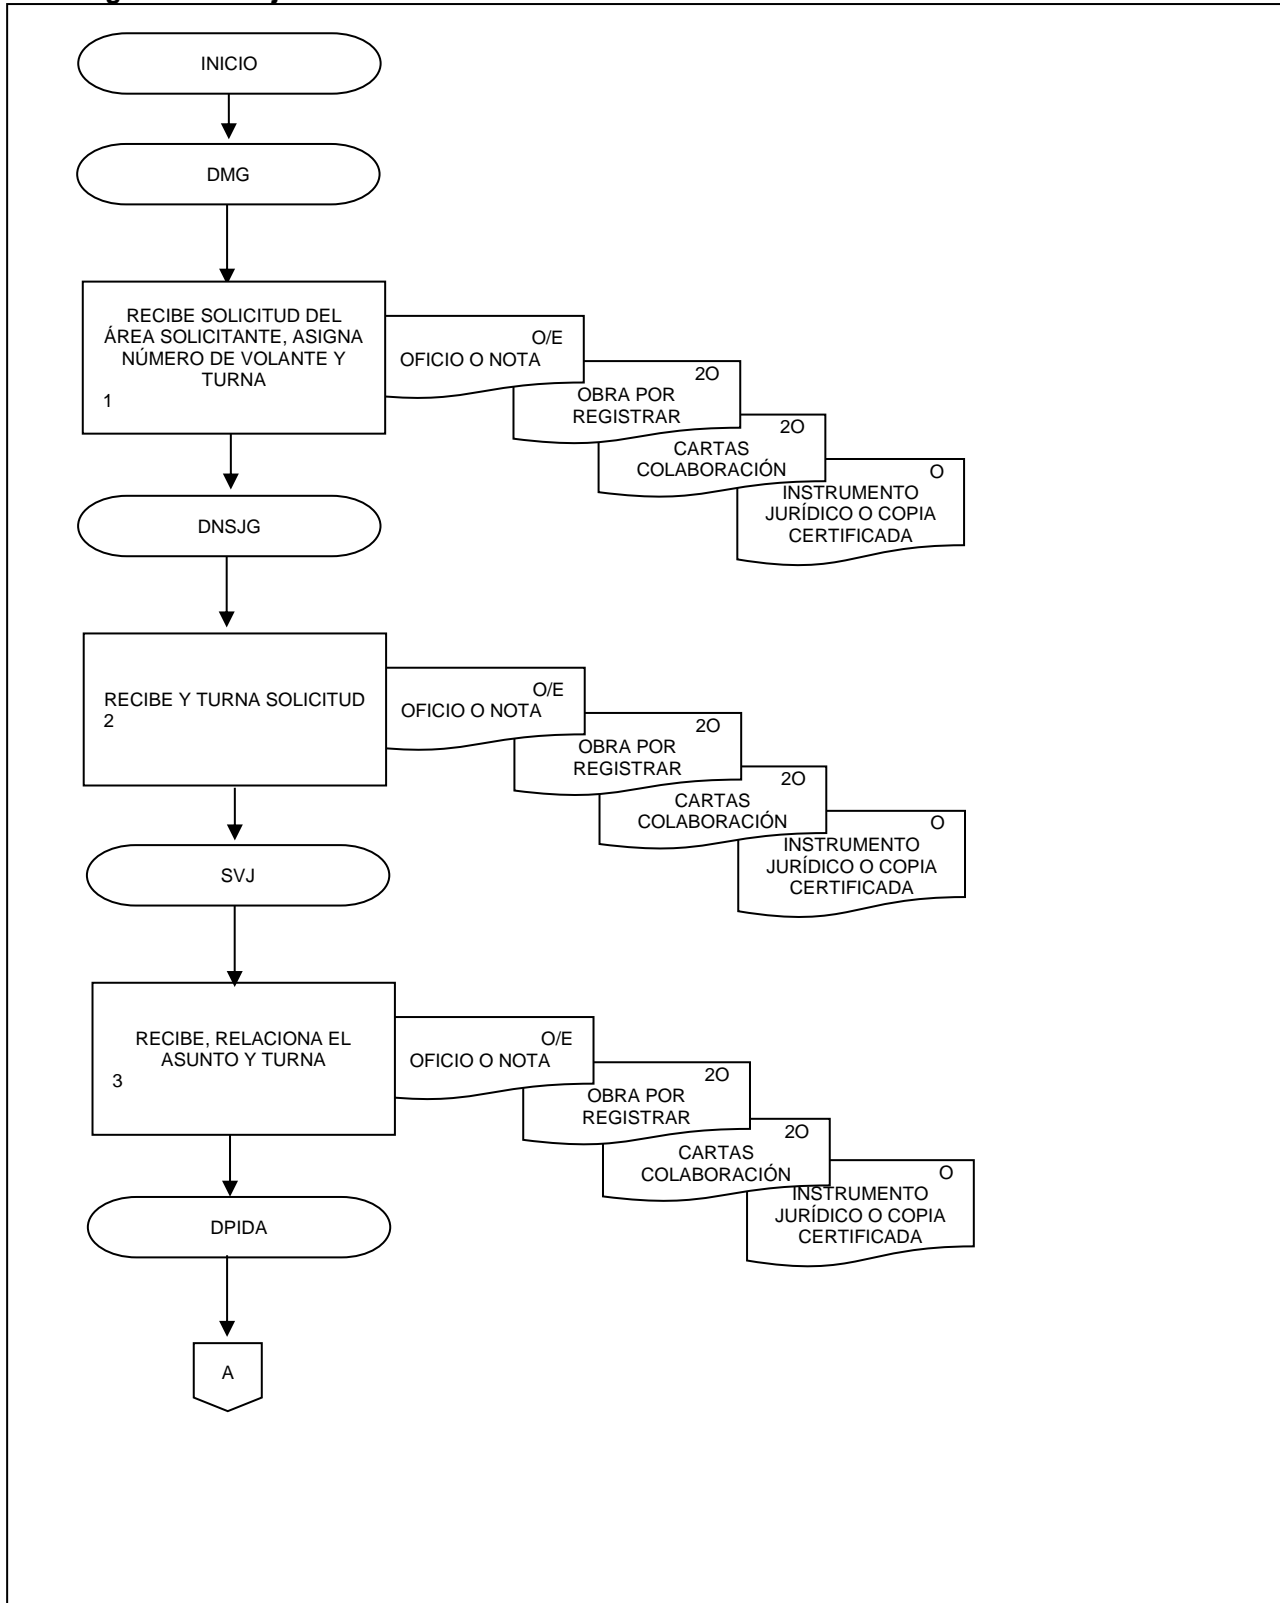 INICIO
DMG
RECIBE SOLICITUD DEL
ÁREA SOLICITANTE, ASIGNA
NÚMERO DE VOLANTE Y
TURNA
1
O/E
OFICIO O NOTA
2O
OBRA POR
REGISTRAR
2O
CARTAS
COLABORACIÓN
O
INSTRUMENTO
JURÍDICO O COPIA
CERTIFICADA
DNSJG
RECIBE Y TURNA SOLICITUD
2
O/E
OFICIO O NOTA
2O
OBRA POR
REGISTRAR
2O
CARTAS
COLABORACIÓN
O
INSTRUMENTO
JURÍDICO O COPIA
CERTIFICADA
SVJ
RECIBE, RELACIONA EL
ASUNTO Y TURNA
3
O/E
OFICIO O NOTA
2O
OBRA POR
REGISTRAR
2O
CARTAS
COLABORACIÓN
O
INSTRUMENTO
JURÍDICO O COPIA
CERTIFICADA
DPIDA
A